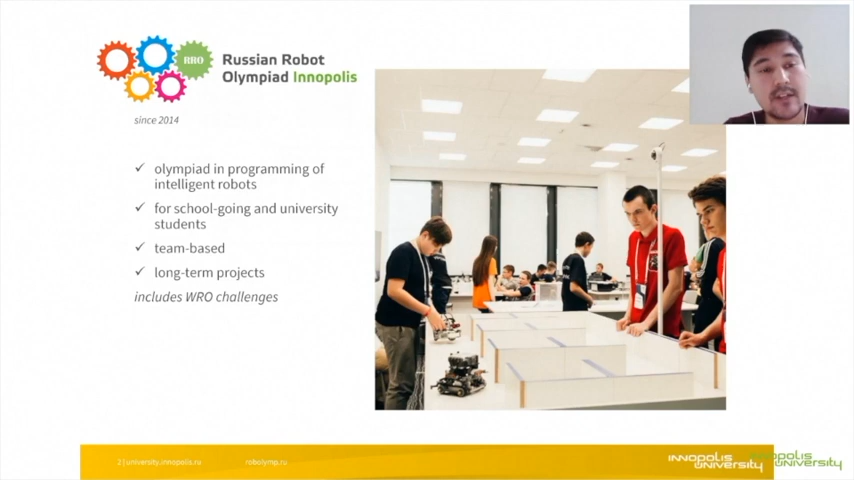 RRO
Russian Robot
Olympiad Innopolis
since 2014
✓ olympiad in programming of
intelligent robots
✓ for school-going and university
students
✓ team-based
✓ long-term projects
includes WRO challenges
2 | university.innopolis.ru
robolymp.ru
INNOPOLIS
UNIVERSITY
INNOPOLIS
UNIVERSITY